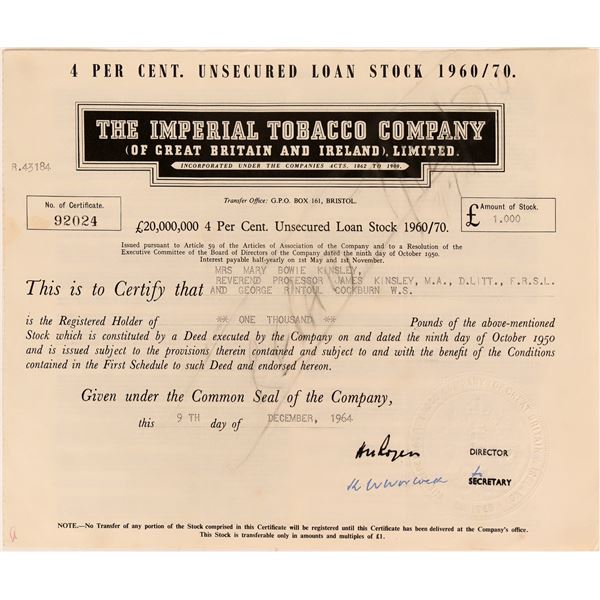 4 PER CENT. UNSECURED LOAN STOCK 1960/70.
THE IMPERIAL TOBACCO COMPANY
(OF GREAT BRITAIN AND IRELAND), LIMITED.
INCORPORATED UNDER THE COMPANIES ACTS, 1862 TO 1900.
R.43184
Transfer Office: G.P.O. BOX 161, BRISTOL.
No. of Certificate.
92024
£20,000,000 4 Per Cent. Unsecured Loan Stock 1960/70.
£ Amount of Stock.
1.000
Issued pursuant to Article 59 of the Articles of Association of the Company and to a Resolution of the
Executive Committee of the Board of Directors of the Company dated the ninth day of October 1950.
Interest payable half-yearly on 1st May and 1st November.
MRS MARY BOWIE KINSLEY,
REVEREND PROFESSOR JAMES KINSLEY, M.A., D.LITT., F.R.S.L.
This is to Certify that AND GEORGE RINTOUL COCKBURN W.S.
is the Registered Holder of ** ONE THOUSAND ** Pounds of the above-mentioned
Stock which is constituted by a Deed executed by the Company on and dated the ninth day of October 1950
and is issued subject to the provisions therein contained and subject to and with the benefit of the Conditions
contained in the First Schedule to such Deed and endorsed hereon.
Given under the Common Seal of the Company,
this 9 TH day of DECEMBER, 1964
DIRECTOR
SECRETARY
NOTE.—No Transfer of any portion of the Stock comprised in this Certificate will be registered until this Certificate has been delivered at the Company's office.
This Stock is transferable only in amounts and multiples of £1.